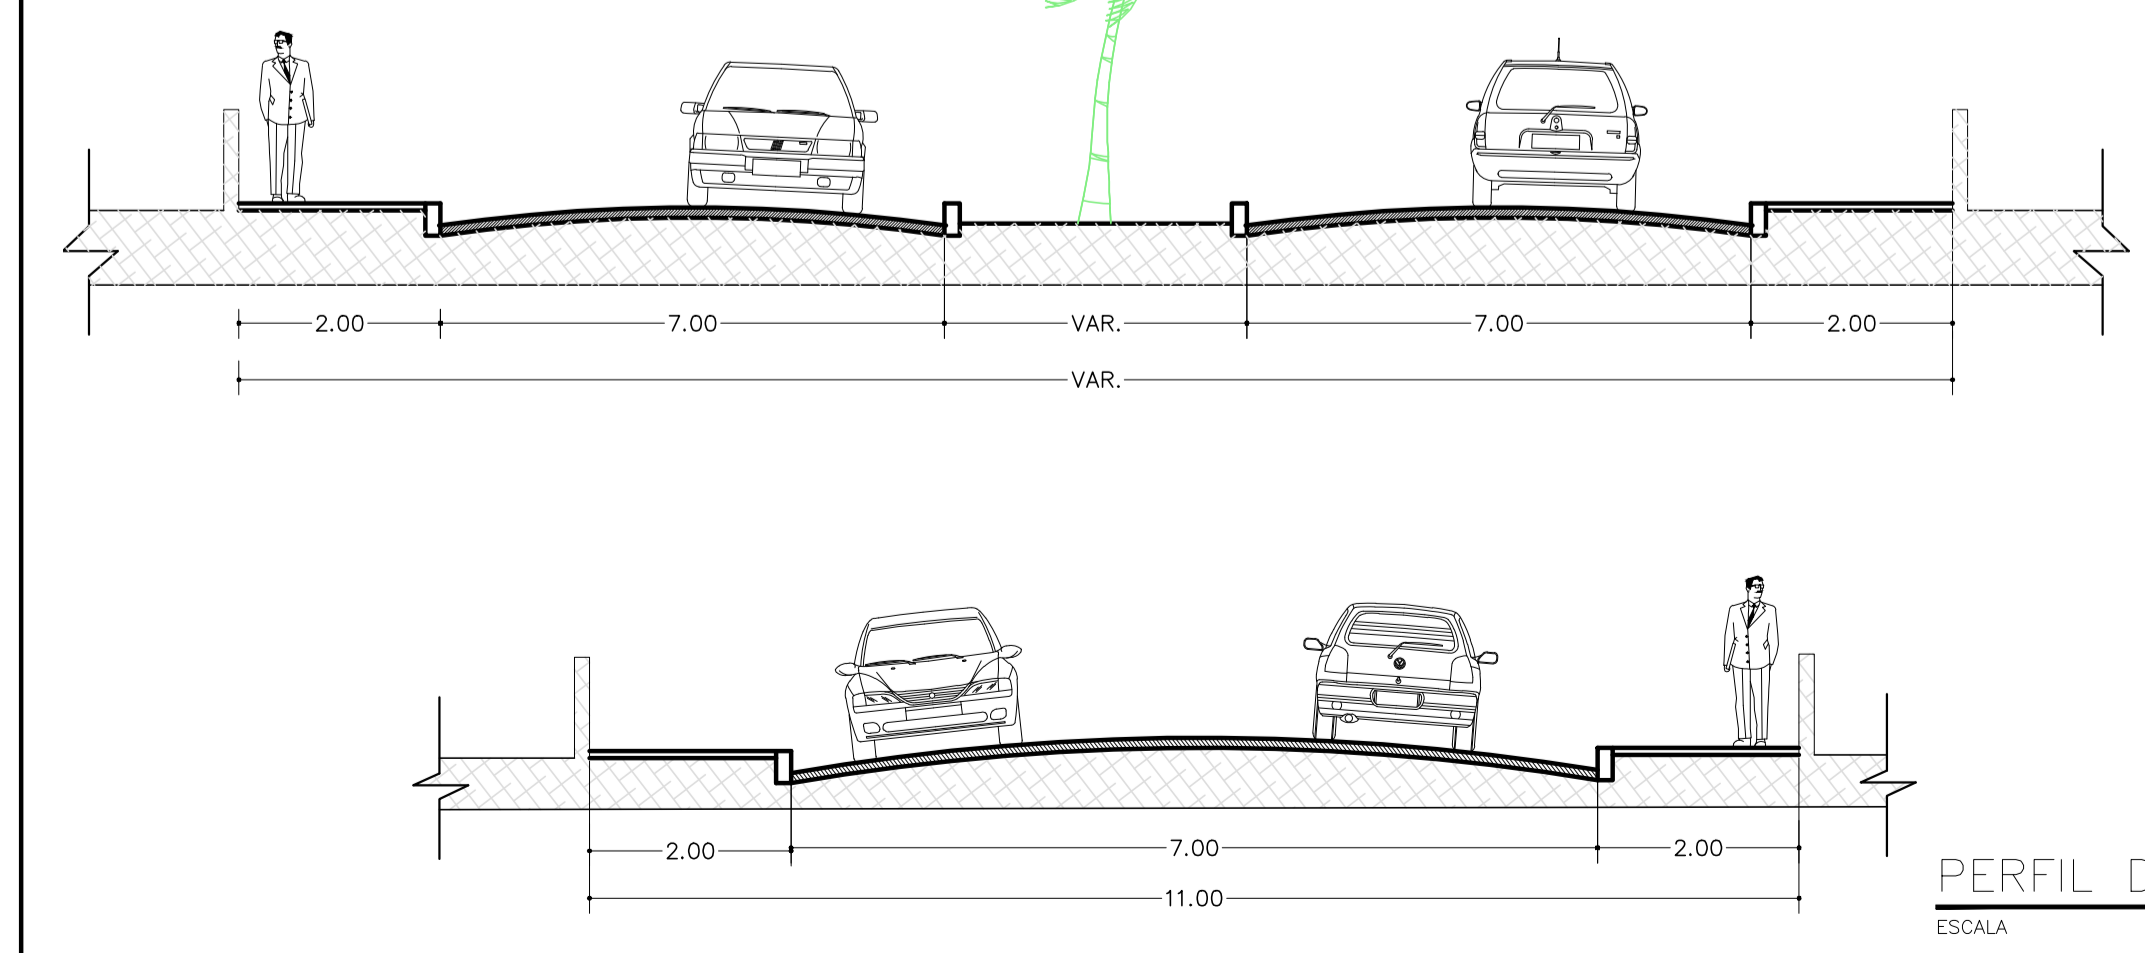 2.00 7.00 VAR. 7.00 2.00
VAR.
2.00 7.00 2.00
11.00
PERFIL D
ESCALA